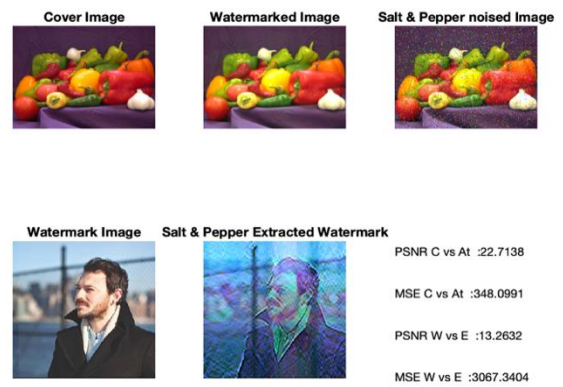 Cover Image
Watermarked Image
Salt & Pepper noised Image
Watermark Image
Salt & Pepper Extracted Watermark
PSNR C vs At :22.7138
MSE C vs At :348.0991
PSNR W vs E :13.2632
MSE W vs E :3067.3404